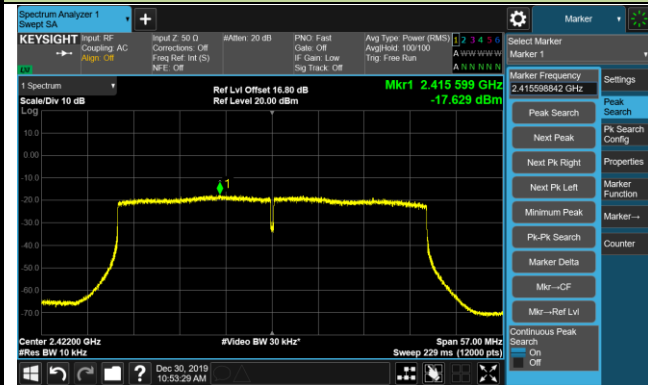 Spectrum Analyzer 1
Swept SA
Marker
KEYSIGHT
Input: RF
Coupling: AC
Align: Off
Input Z: 50 Ω
Corrections: Off
Freq Ref: Int (S)
NFE: Off
#Atten: 20 dB
PNO: Fast
Gate: Off
IF Gain: Low
Sig Track: Off
Avg Type: Power (RMS)
Avg|Hold: 100/100
Trig: Free Run
1 2 3 4 5 6
A W W W W W
A N N N N N
Select Marker
Marker 1
LXI
1 Spectrum
Scale/Div 10 dB
Ref Lvl Offset 16.80 dB
Ref Level 20.00 dBm
Mkr1 2.415 599 GHz
-17.629 dBm
Marker Frequency
2.415598842 GHz
Settings
Peak Search
Next Peak
Next Pk Right
Next Pk Left
Minimum Peak
Pk-Pk Search
Marker Delta
Mkr→CF
Mkr→Ref Lvl
Continuous Peak Search
On
Off
Peak
Search
Pk Search
Config
Properties
Marker
Function
Marker→
Counter
Log
10.0
0.00
-10.0
-20.0
-30.0
-40.0
-50.0
-60.0
-70.0
1
Center 2.42200 GHz
#Res BW 10 kHz
#Video BW 30 kHz*
Span 57.00 MHz
Sweep 229 ms (12000 pts)
?
Dec 30, 2019
10:53:29 AM